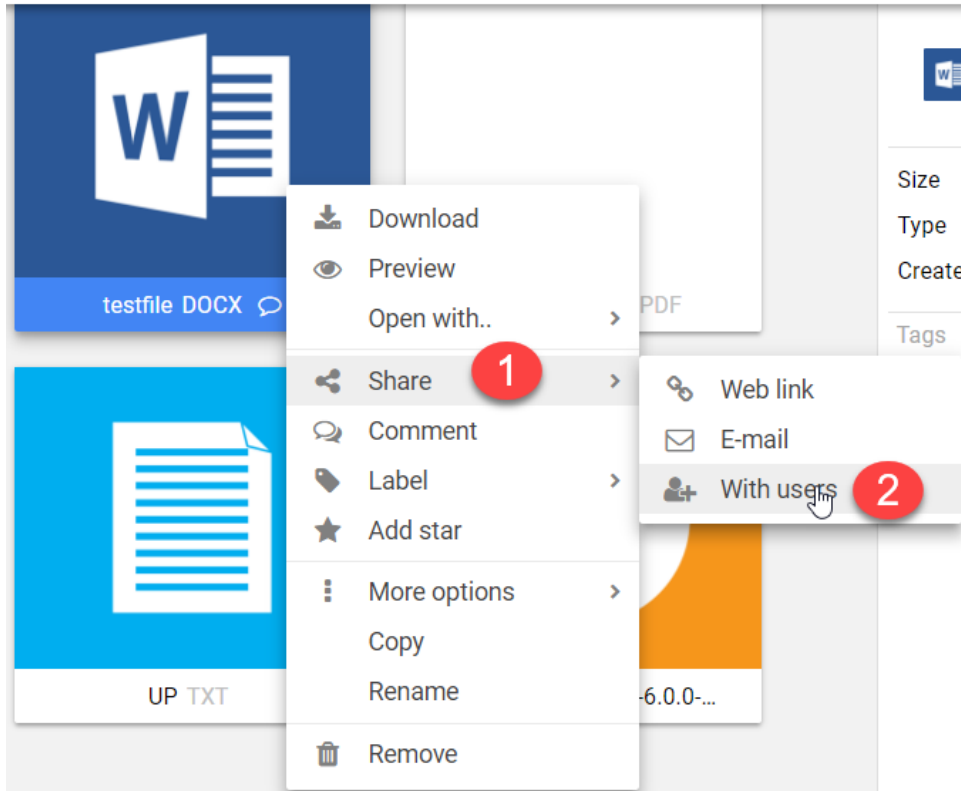 W
W
Size
Type
Create
Tags
testfile DOCX
PDF
Download
Preview
Open with..
Share
1
Comment
Label
Add star
More options
Copy
Rename
Remove
Web link
E-mail
With users
2
UP TXT
-6.0.0-...